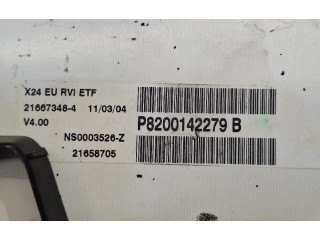 X24 EU RVI ETF
21667348-4 11/03/04
V4.00
P8200142279 B
NS0003526-Z
21658705